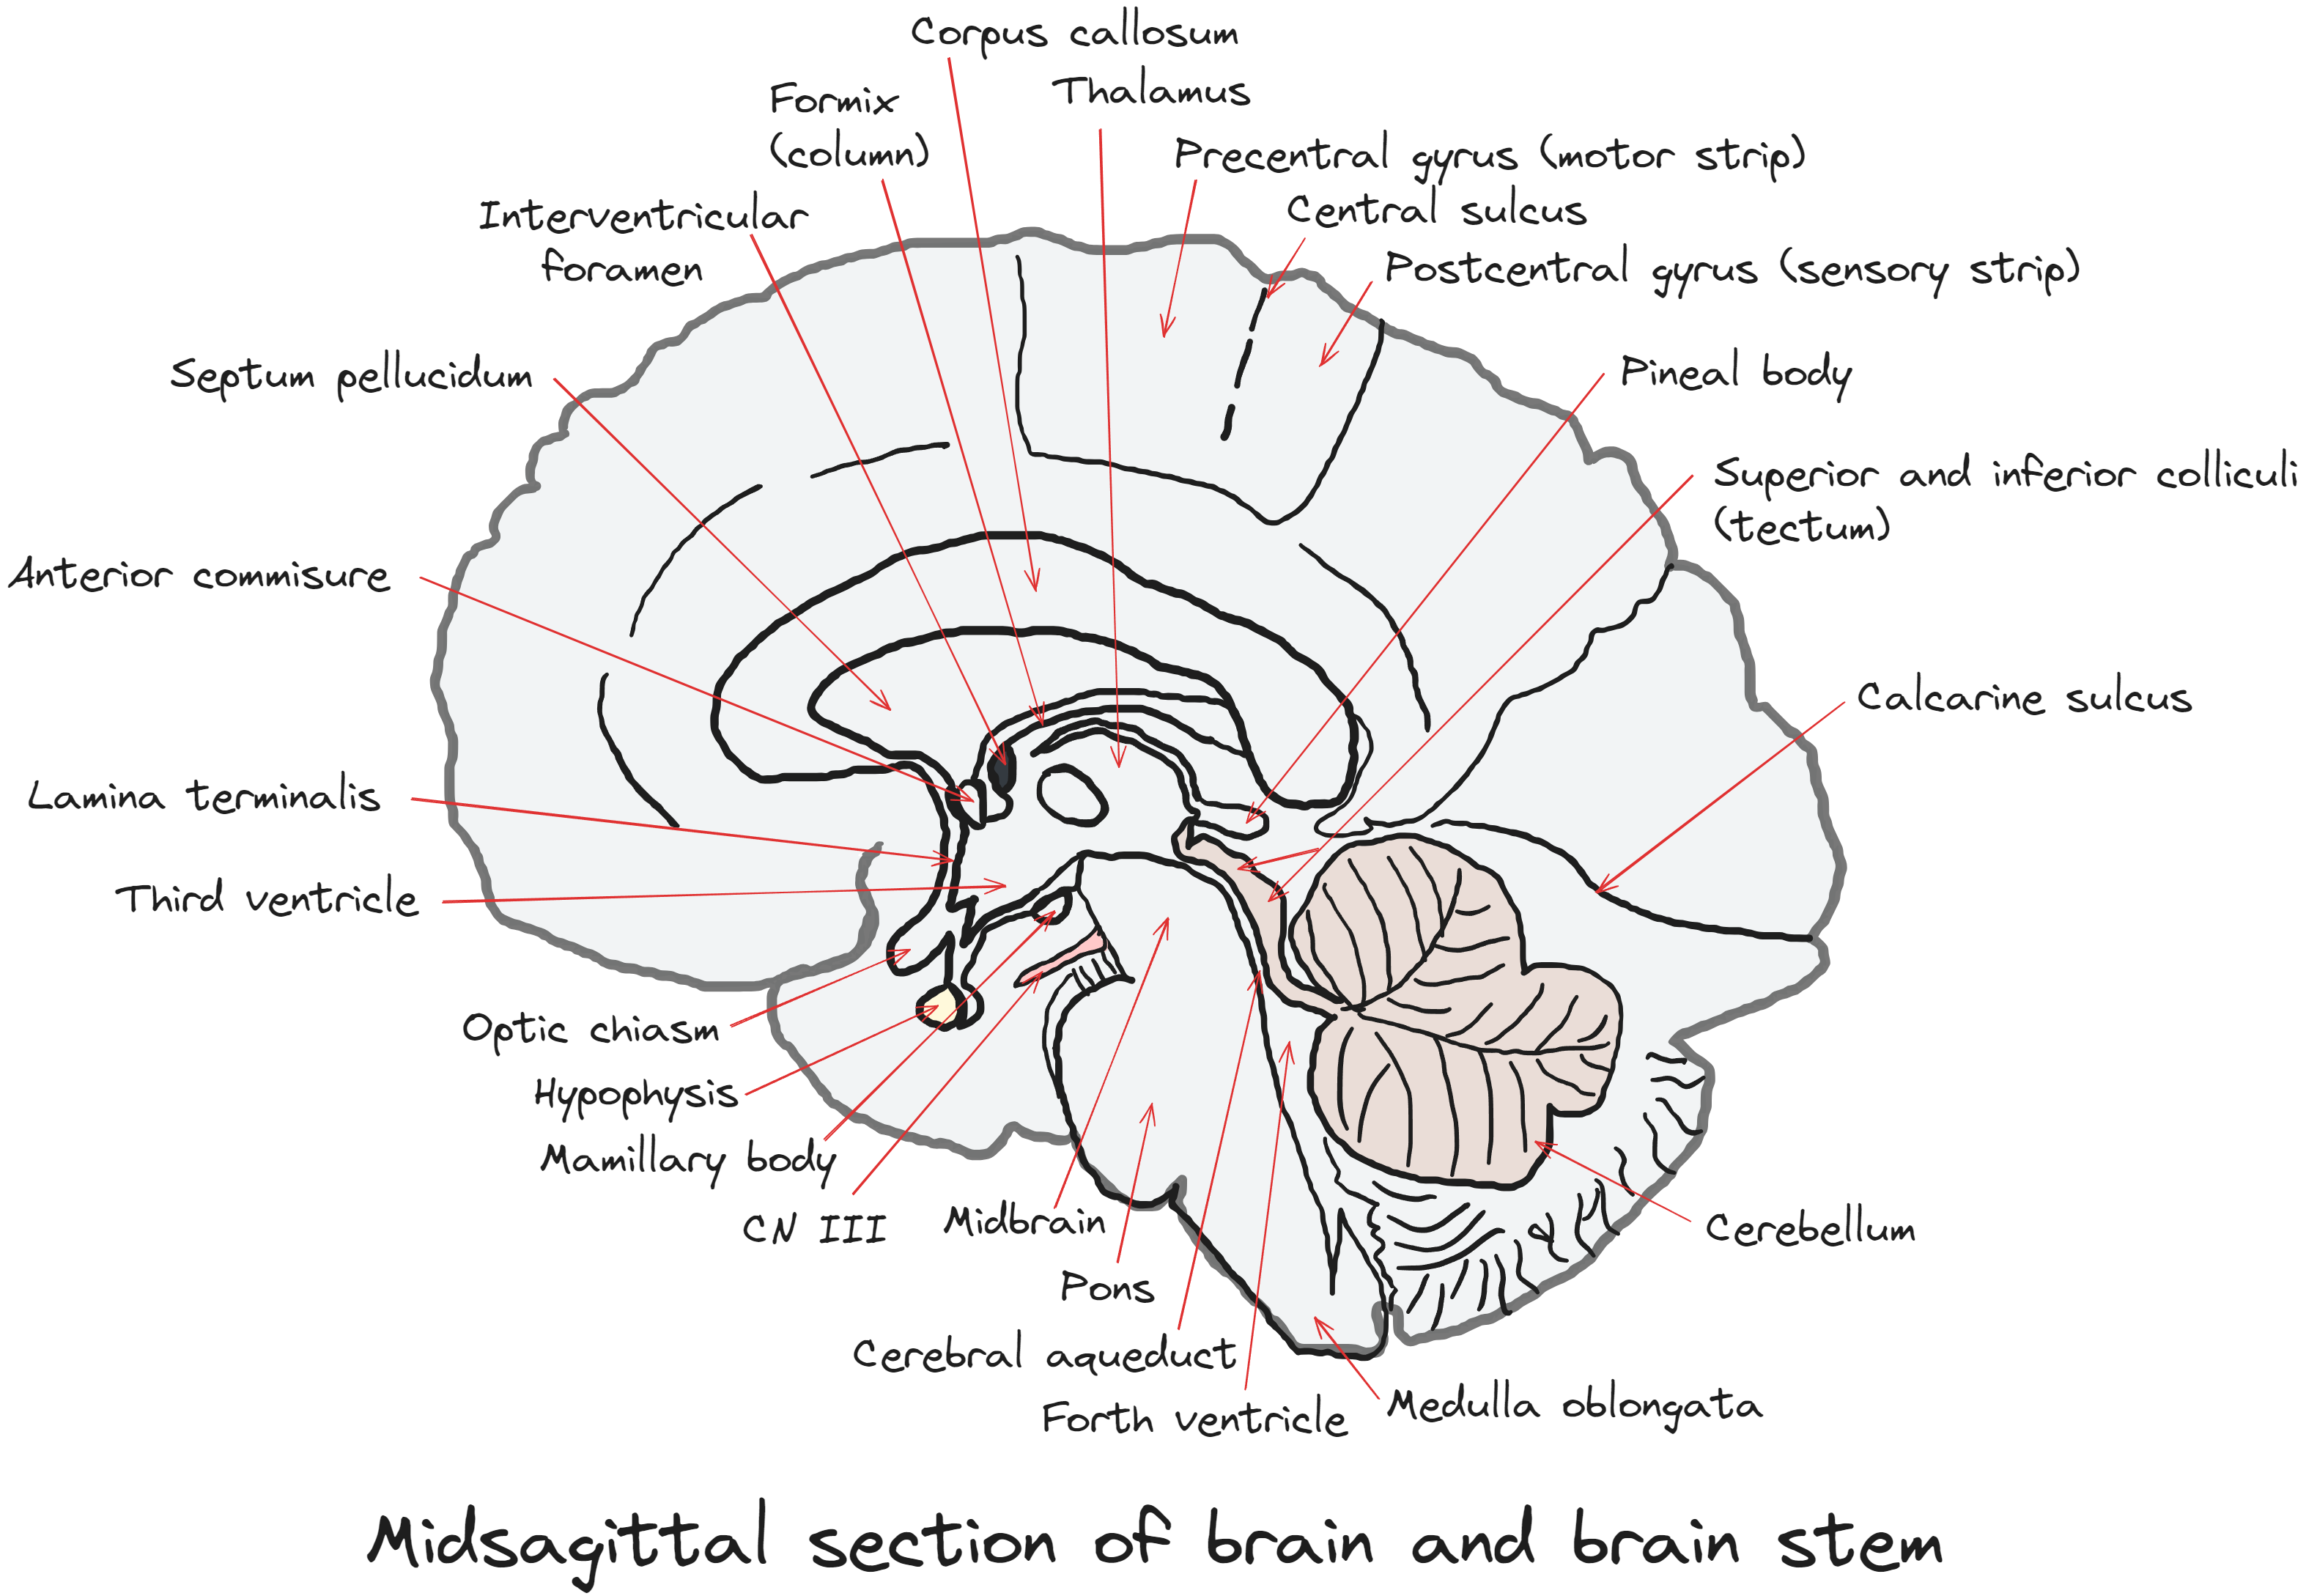 Corpus callosum
Thalamus
Formix
(column)
Precentral gyrus (motor strip)
Central sulcus
Interventricular
foramen
Postcentral gyrus (sensory strip)
Septum pellucidum
Pineal body
Superior and inferior colliculi
(tectum)
Anterior commisure
Calcarine sulcus
Lamina terminalis
Third ventricle
Optic chiasm
Hypophysis
Mamillary body
CN III
Midbrain
Cerebellum
Pons
Cerebral aqueduct
Forth ventricle
Medulla oblongata
Midsagittal section of brain and brain stem